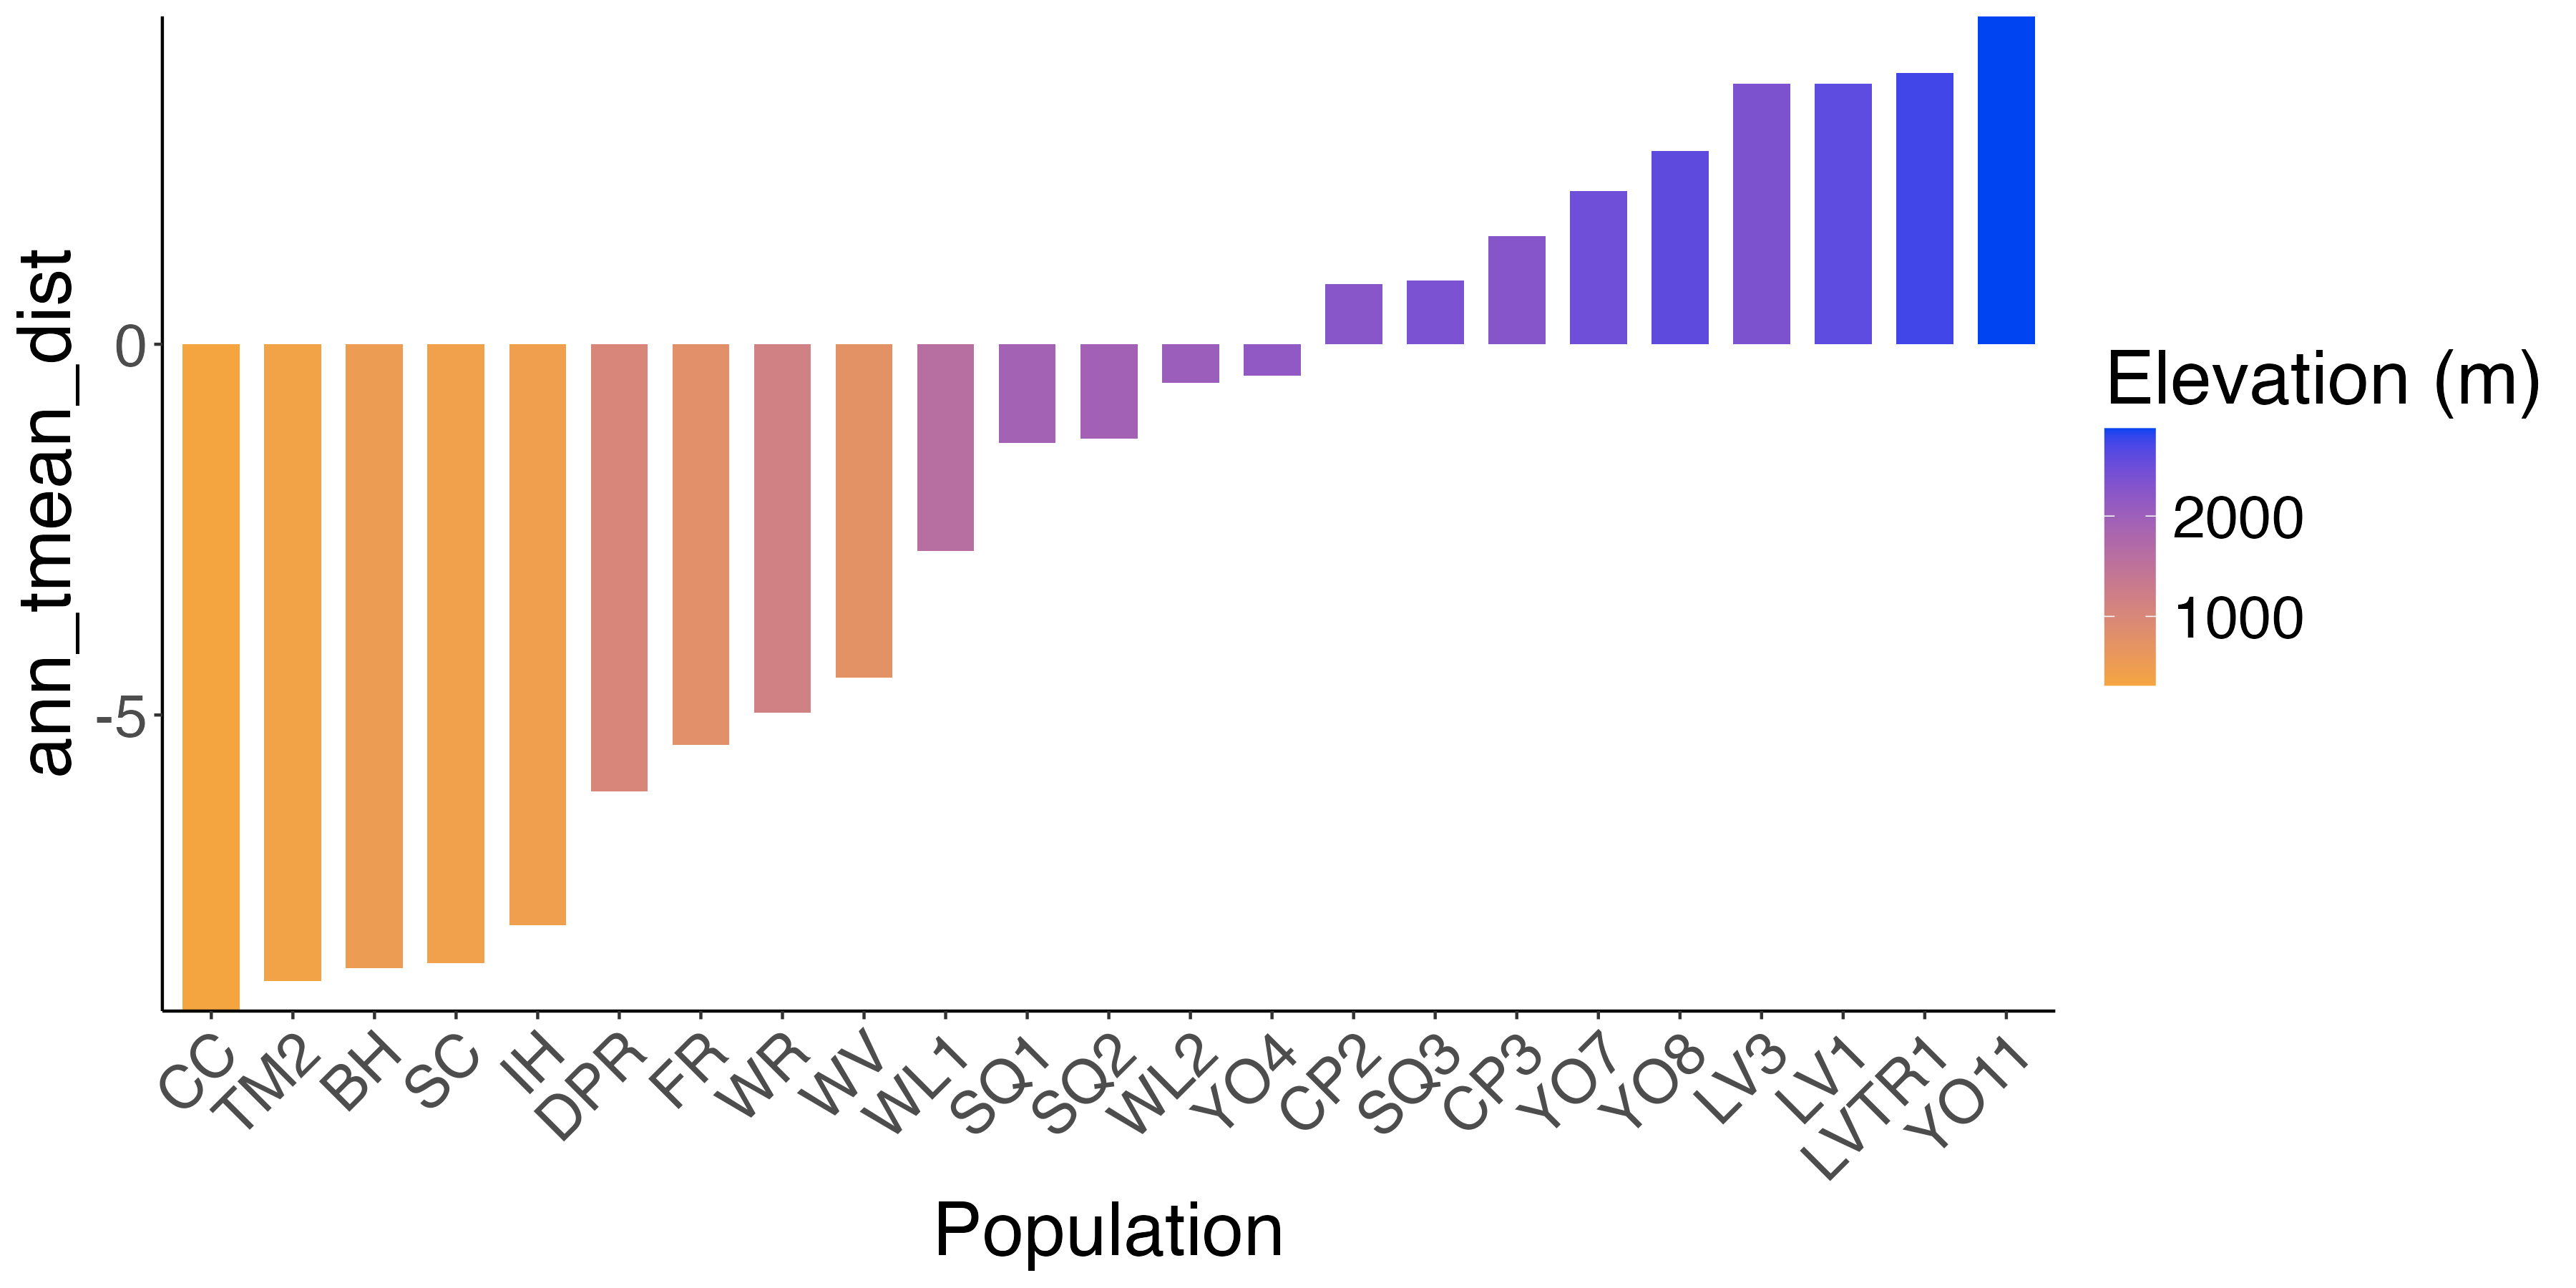 ann_tmean_dist
0
-5
CC
TM2
BH
SC
IH
DPR
FR
WR
WV
WL1
SQ1
SQ2
WL2
YO4
CP2
SQ3
CP3
YO7
YO8
LV3
LV1
LVTR1
YO11
Population
Elevation (m)
2000
1000